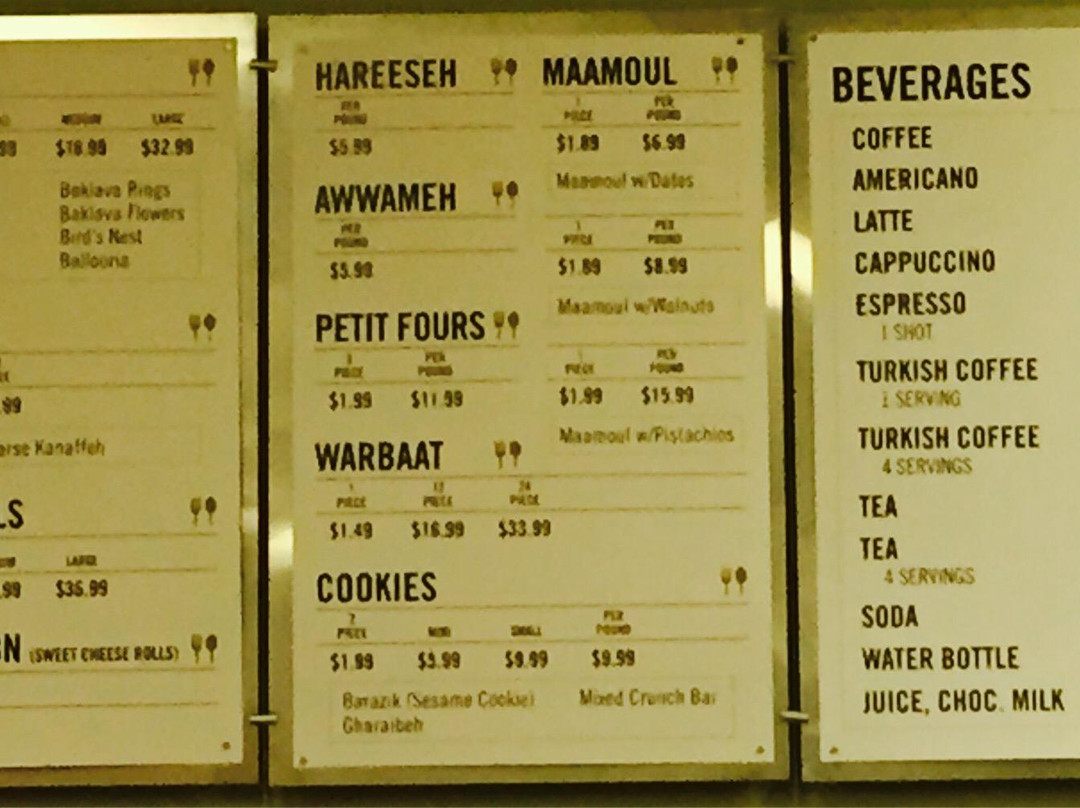 MEDIUM LARGE
$18.99 $32.99
Baklava Rings
Baklava Flowers
Bird's Nest
Ballouria
.99
Kanaffeh
LS
LARGE
.99 $36.99
N (SWEET CHEESE ROLLS)
HAREESEH
PER
POUND
$5.99
AWWAMEH
PER
POUND
$5.99
PETIT FOURS
1 PER
PIECE POUND
$1.99 $11.99
WARBAAT
1 12 24
PIECE PIECE PIECE
$1.49 $16.99 $33.99
MAAMOUL
1 PER
PIECE POUND
$1.89 $6.99
Maamoul w/Dates
1 PER
PIECE POUND
$1.89 $8.99
Maamoul w/Walnuts
1 PER
PIECE POUND
$1.99 $15.99
Maamoul w/Pistachios
COOKIES
PER
PIECE MINI SMALL POUND
$1.99 $9.99 $9.99
Barazik (Sesame Cookie) Mixed Crunch Bar
Gharaibeh
BEVERAGES
COFFEE
AMERICANO
LATTE
CAPPUCCINO
ESPRESSO
1 SHOT
TURKISH COFFEE
1 SERVING
TURKISH COFFEE
4 SERVINGS
TEA
TEA
4 SERVINGS
SODA
WATER BOTTLE
JUICE, CHOC. MILK